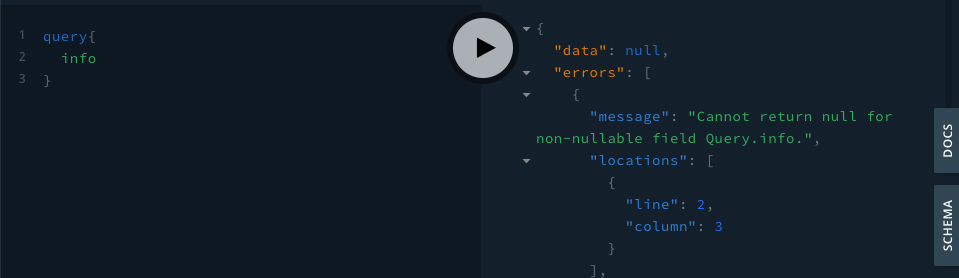 1 query{
2 info
3 }
{
"data": null,
"errors": [
{
"message": "Cannot return null for
non-nullable field Query.info.",
"locations": [
{
"line": 2,
"column": 3
}
],
DOCS
SCHEMA